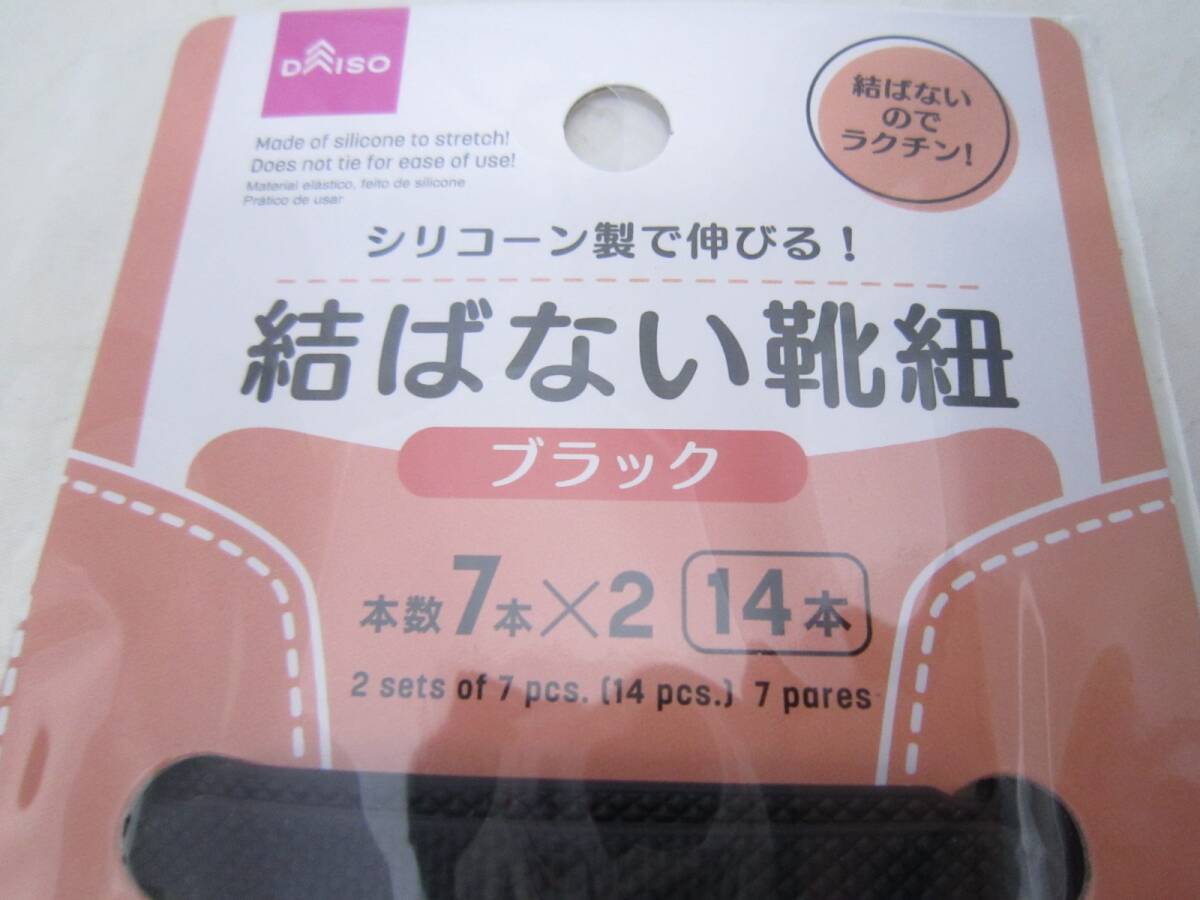 DAISO
Made of silicone to stretch!
Does not tie for ease of use!
Material elástico, feito de silicone
Prático de usar
結ばない
ので
ラクチン!
シリコーン製で伸びる!
結ばない靴紐
ブラック
本数7本×2 14本
2 sets of 7 pcs. (14 pcs.) 7 pares